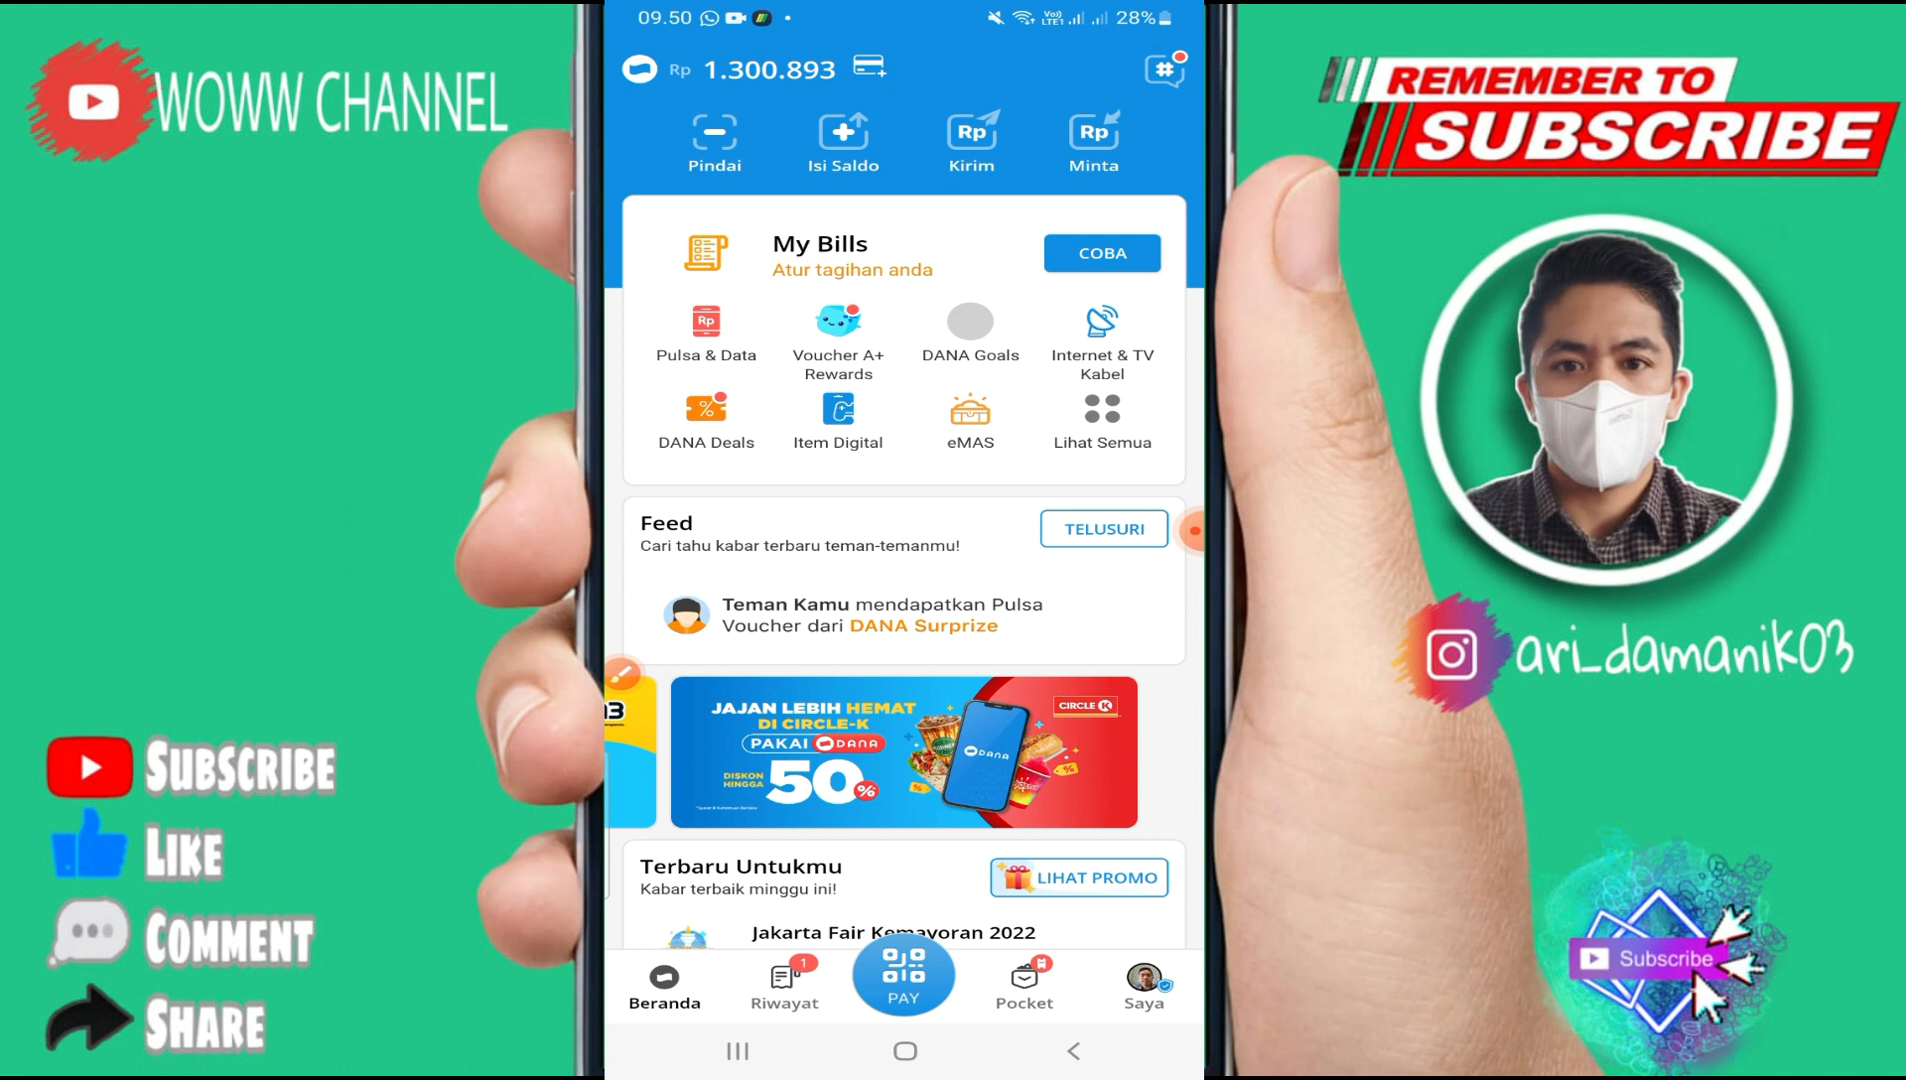 WOWW CHANNEL
09.50
Vo))
LTE1
28%
Rp 1.300.893
Pindai
Isi Saldo
Rp
Kirim
Rp
Minta
My Bills
Atur tagihan anda
COBA
Rp
Pulsa & Data
Voucher A+
Rewards
DANA Goals
Internet & TV
Kabel
DANA Deals
Item Digital
eMAS
Lihat Semua
Feed
Cari tahu kabar terbaru teman-temanmu!
TELUSURI
Teman Kamu mendapatkan Pulsa
Voucher dari DANA Surprize
JAJAN LEBIH HEMAT
DI CIRCLE-K
PAKAI DANA
DISKON
HINGGA
50%
DANA
CIRCLE K
Terbaru Untukmu
Kabar terbaik minggu ini!
LIHAT PROMO
Jakarta Fair Kemayoran 2022
Beranda
1
Riwayat
PAY
Pocket
Saya
REMEMBER TO
SUBSCRIBE
ari_damanik03
SUBSCRIBE
LIKE
COMMENT
SHARE
Subscribe